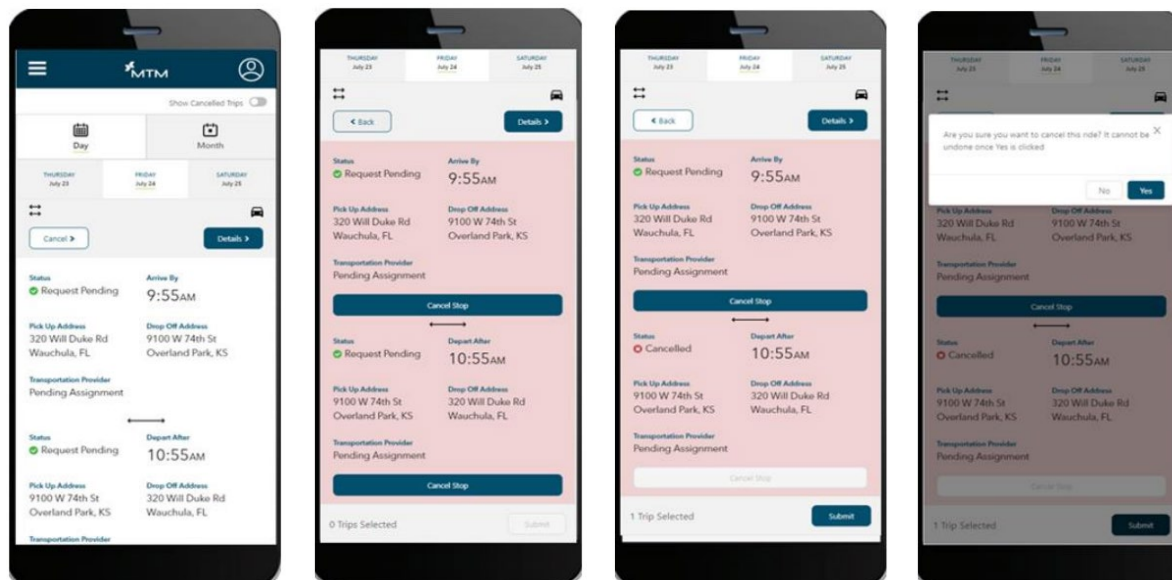 MTM
Show Cancelled Trips
Day
Month
THURSDAY
July 23
FRIDAY
July 24
SATURDAY
July 25
Cancel >
Details >
Status
Request Pending
Arrive By
9:55AM
Pick Up Address
320 Will Duke Rd
Wauchula, FL
Drop Off Address
9100 W 74th St
Overland Park, KS
Transportation Provider
Pending Assignment
Status
Request Pending
Depart After
10:55AM
Pick Up Address
9100 W 74th St
Overland Park, KS
Drop Off Address
320 Will Duke Rd
Wauchula, FL
Transportation Provider
THURSDAY
July 23
FRIDAY
July 24
SATURDAY
July 25
< Back
Details >
Status
Request Pending
Arrive By
9:55AM
Pick Up Address
320 Will Duke Rd
Wauchula, FL
Drop Off Address
9100 W 74th St
Overland Park, KS
Transportation Provider
Pending Assignment
Cancel Stop
Status
Request Pending
Depart After
10:55AM
Pick Up Address
9100 W 74th St
Overland Park, KS
Drop Off Address
320 Will Duke Rd
Wauchula, FL
Transportation Provider
Pending Assignment
Cancel Stop
0 Trips Selected
Submit
THURSDAY
July 23
FRIDAY
July 24
SATURDAY
July 25
< Back
Details >
Status
Request Pending
Arrive By
9:55AM
Pick Up Address
320 Will Duke Rd
Wauchula, FL
Drop Off Address
9100 W 74th St
Overland Park, KS
Transportation Provider
Pending Assignment
Cancel Stop
Status
Cancelled
Depart After
10:55AM
Pick Up Address
9100 W 74th St
Overland Park, KS
Drop Off Address
320 Will Duke Rd
Wauchula, FL
Transportation Provider
Pending Assignment
Cancel Stop
1 Trip Selected
Submit
THURSDAY
July 23
FRIDAY
July 24
SATURDAY
July 25
Are you sure you want to cancel this ride? It cannot be
undone once Yes is clicked
X
No
Yes
Pick Up Address
320 Will Duke Rd
Wauchula, FL
Drop Off Address
9100 W 74th St
Overland Park, KS
Transportation Provider
Pending Assignment
Cancel Stop
Status
Cancelled
Depart After
10:55AM
Pick Up Address
9100 W 74th St
Overland Park, KS
Drop Off Address
320 Will Duke Rd
Wauchula, FL
Transportation Provider
Pending Assignment
Cancel Stop
1 Trip Selected
Submit